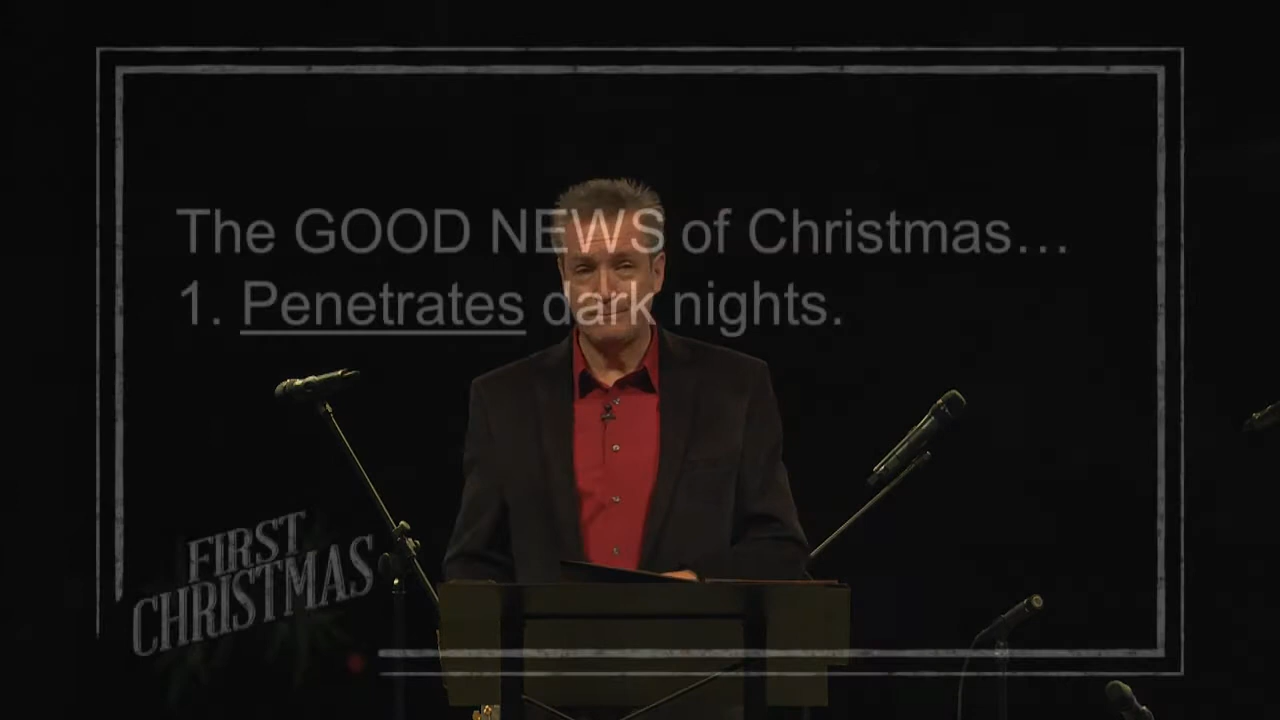 The GOOD NEWS of Christmas…
1. Penetrates dark nights.
FIRST
CHRISTMAS